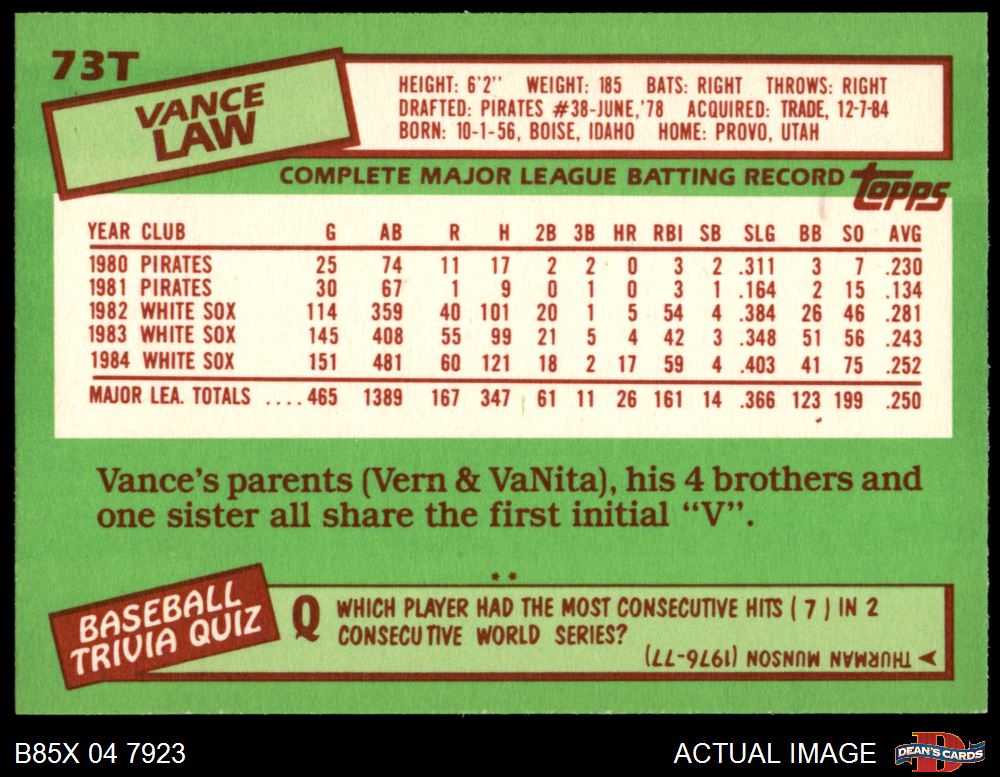 73T
VANCE
LAW
HEIGHT: 6'2" WEIGHT: 185 BATS: RIGHT THROWS: RIGHT
DRAFTED: PIRATES #38-JUNE,'78 ACQUIRED: TRADE, 12-7-84
BORN: 10-1-56, BOISE, IDAHO HOME: PROVO, UTAH
COMPLETE MAJOR LEAGUE BATTING RECORD
topps
YEAR CLUB G AB R H 2B 3B HR RBI SB SLG BB SO AVG
1980 PIRATES 25 74 11 17 2 2 0 3 2 .311 3 7 .230
1981 PIRATES 30 67 1 9 0 1 0 3 1 .164 2 15 .134
1982 WHITE SOX 114 359 40 101 20 1 5 54 4 .384 26 46 .281
1983 WHITE SOX 145 408 55 99 21 5 4 42 3 .348 51 56 .243
1984 WHITE SOX 151 481 60 121 18 2 17 59 4 .403 41 75 .252
MAJOR LEA. TOTALS ....465 1389 167 347 61 11 26 161 14 .366 123 199 .250
Vance's parents (Vern & VaNita), his 4 brothers and
one sister all share the first initial "V".
**
BASEBALL
TRIVIA QUIZ
Q WHICH PLAYER HAD THE MOST CONSECUTIVE HITS (7) IN 2
CONSECUTIVE WORLD SERIES?
THURMAN MUNSON (1976-77)
B85X 04 7923
ACTUAL IMAGE
D
DEAN'S CARDS